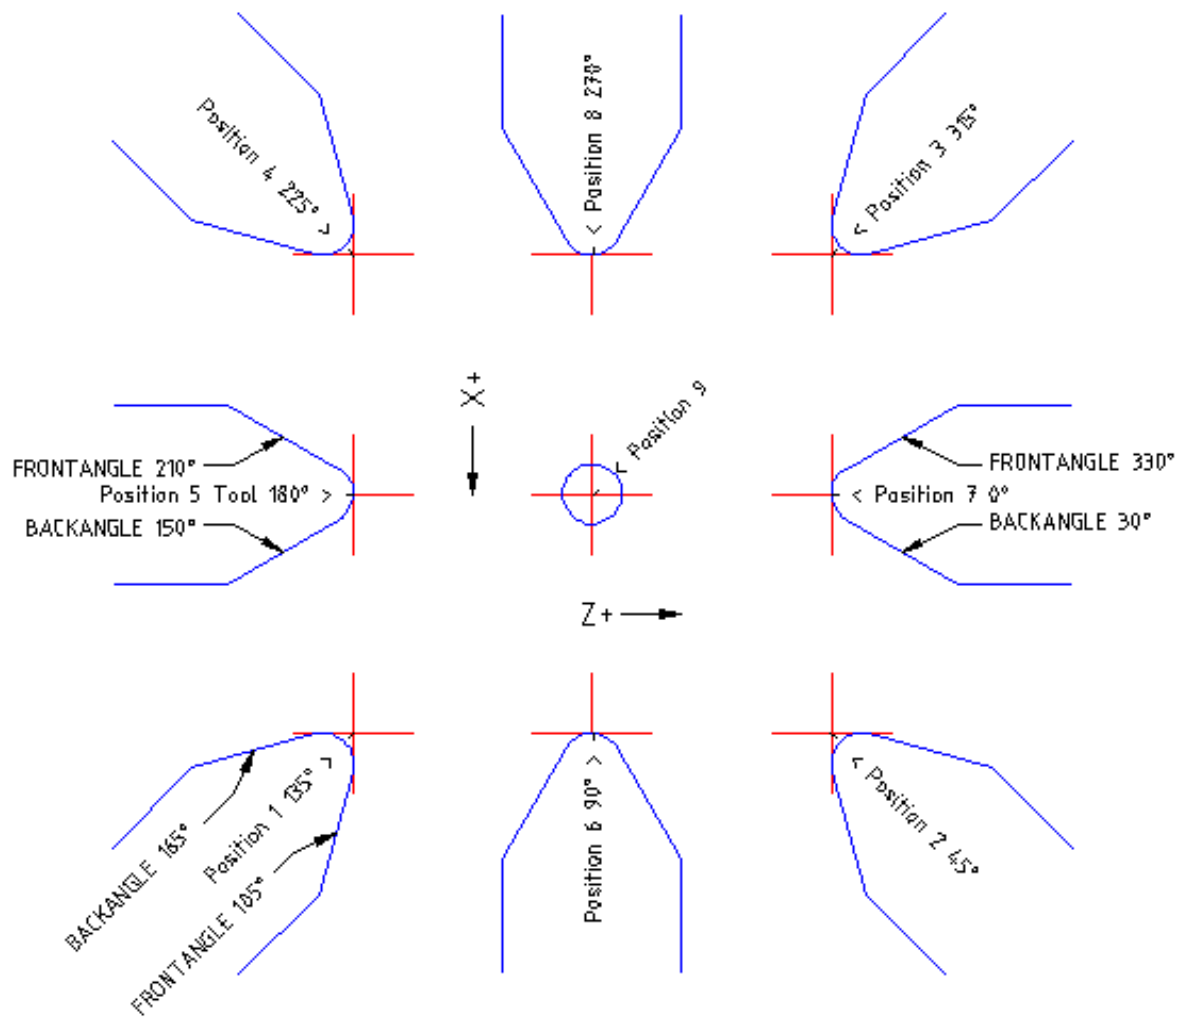 Position 4 225° >
< Position 8 270°
< Position 3 315°
X+
< Position 9
FRONTANGLE 210°
Position 5 Tool 180° >
BACKANGLE 150°
FRONTANGLE 330°
< Position 7 0°
BACKANGLE 30°
Z+
BACKANGLE 165°
Position 1 135° >
FRONTANGLE 105°
Position 6 90° >
< Position 2 45°